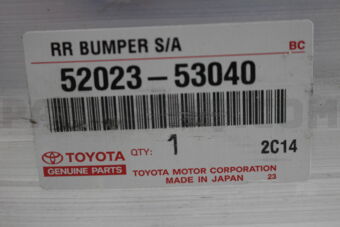 RR BUMPER S/A BC
52023-53040
TOYOTA QTY: 1 2C14
GENUINE PARTS TOYOTA MOTOR CORPORATION
MADE IN JAPAN 23